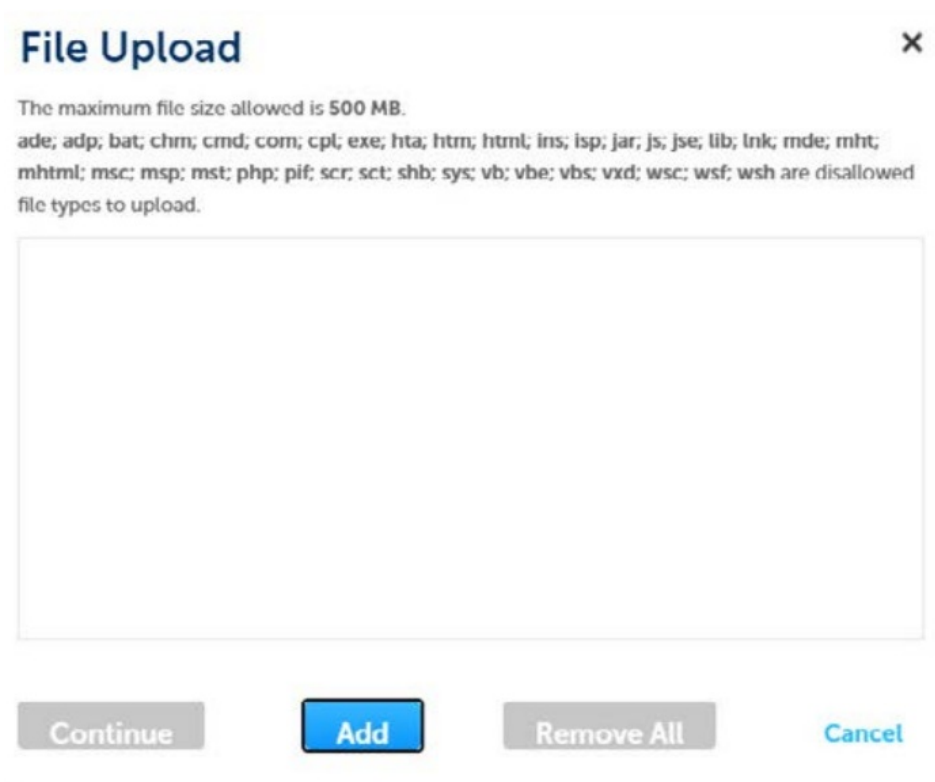 File Upload
×
The maximum file size allowed is 500 MB.
ade; adp; bat; chm; cmd; com; cpl; exe; hta; htm; html; ins; isp; jar; js; jse; lib; lnk; mde; mht;
mhtml; msc; msp; mst; php; pif; scr; sct; shb; sys; vb; vbe; vbs; vxd; wsc; wsf; wsh are disallowed
file types to upload.
Continue Add Remove All Cancel